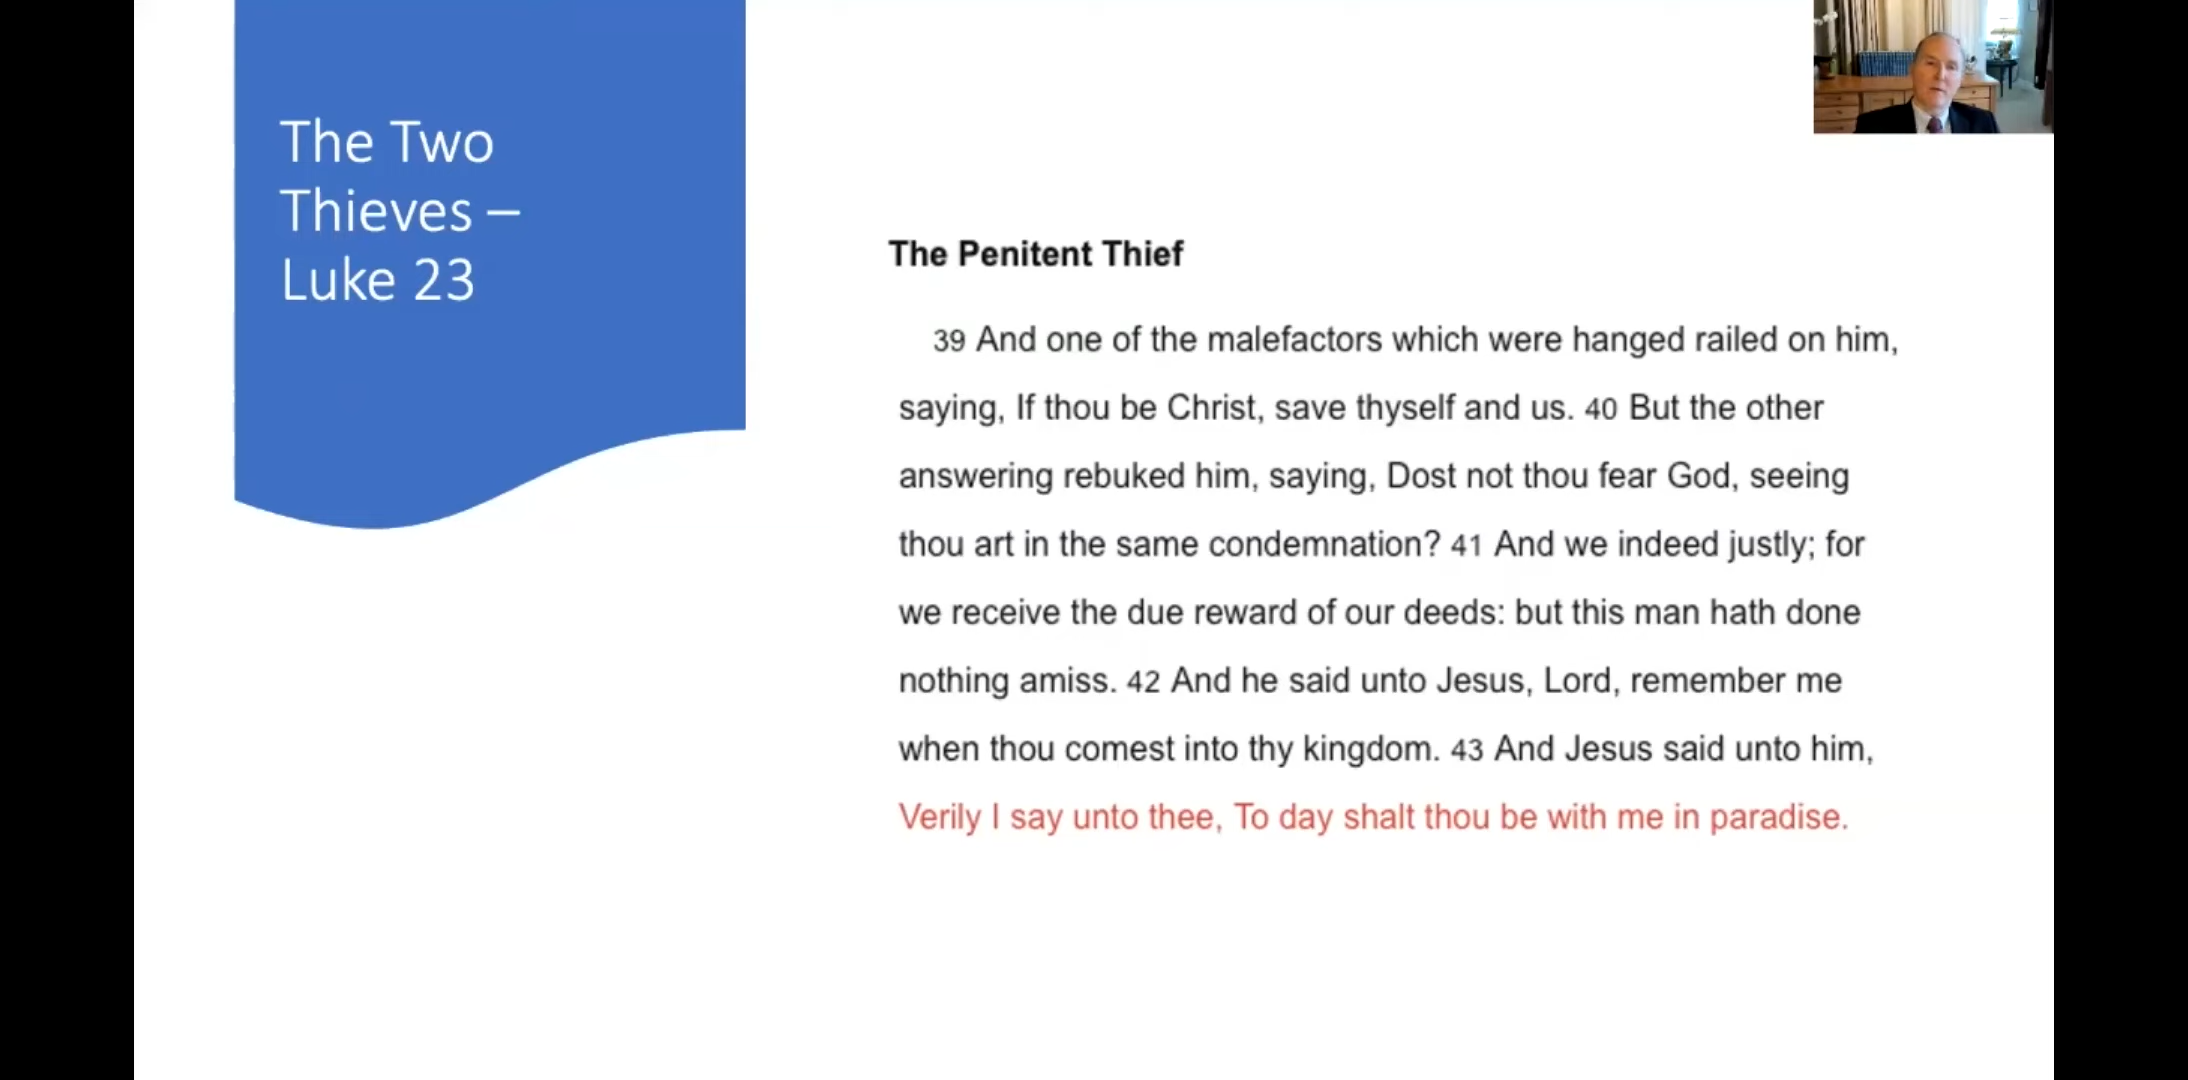 The Two
Thieves –
Luke 23
The Penitent Thief
39 And one of the malefactors which were hanged railed on him,
saying, If thou be Christ, save thyself and us. 40 But the other
answering rebuked him, saying, Dost not thou fear God, seeing
thou art in the same condemnation? 41 And we indeed justly; for
we receive the due reward of our deeds: but this man hath done
nothing amiss. 42 And he said unto Jesus, Lord, remember me
when thou comest into thy kingdom. 43 And Jesus said unto him,
Verily I say unto thee, To day shalt thou be with me in paradise.